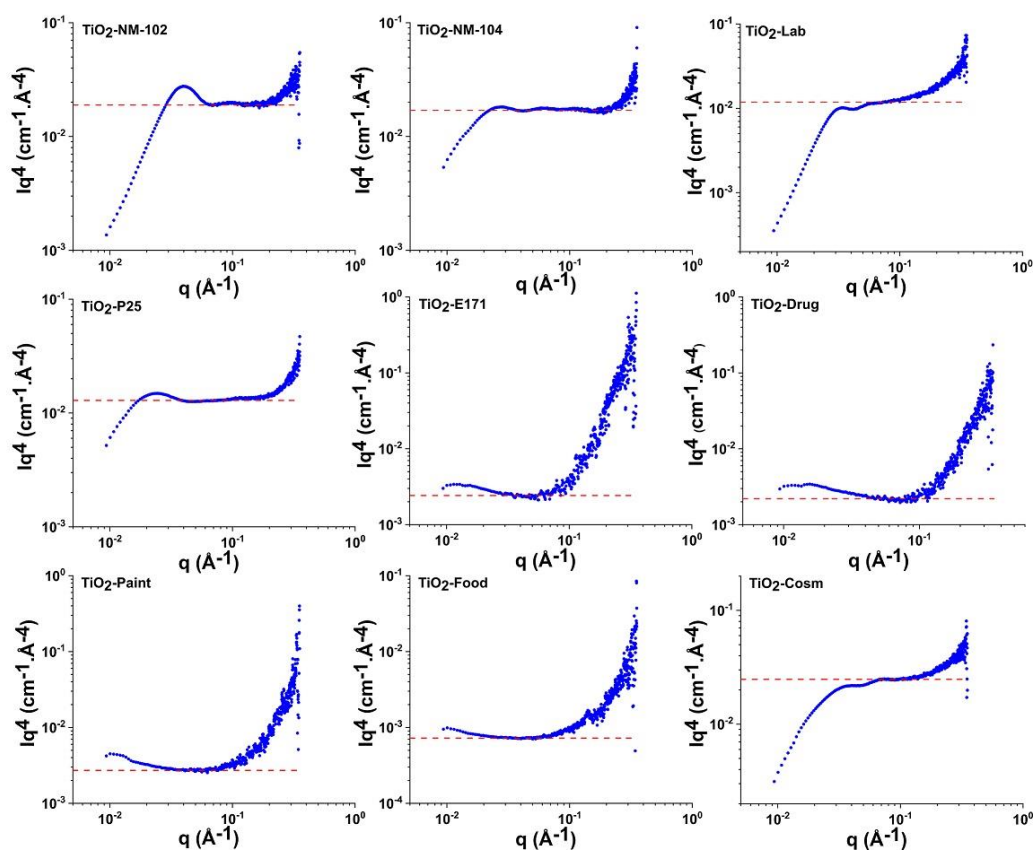 TiO2-NM-102
10-1
10-2
10-3
Iq4 (cm-1.Å-4)
10-2 10-1 100
q (Å-1)
TiO2-NM-104
10-1
10-2
10-3
Iq4 (cm-1.Å-4)
10-2 10-1 100
q (Å-1)
TiO2-Lab
10-1
10-2
10-3
Iq4 (cm-1.Å-4)
10-2 10-1 100
q (Å-1)
TiO2-P25
10-1
10-2
10-3
Iq4 (cm-1.Å-4)
10-2 10-1 100
q (Å-1)
TiO2-E171
100
10-1
10-2
10-3
Iq4 (cm-1.Å-4)
10-2 10-1 100
q (Å-1)
TiO2-Drug
100
10-1
10-2
10-3
Iq4 (cm-1.Å-4)
10-2 10-1 100
q (Å-1)
TiO2-Paint
100
10-1
10-2
10-3
Iq4 (cm-1.Å-4)
10-2 10-1 100
q (Å-1)
TiO2-Food
10-1
10-2
10-3
10-4
Iq4 (cm-1.Å-4)
10-2 10-1 100
q (Å-1)
TiO2-Cosm
10-1
10-2
Iq4 (cm-1.Å-4)
10-2 10-1 100
q (Å-1)